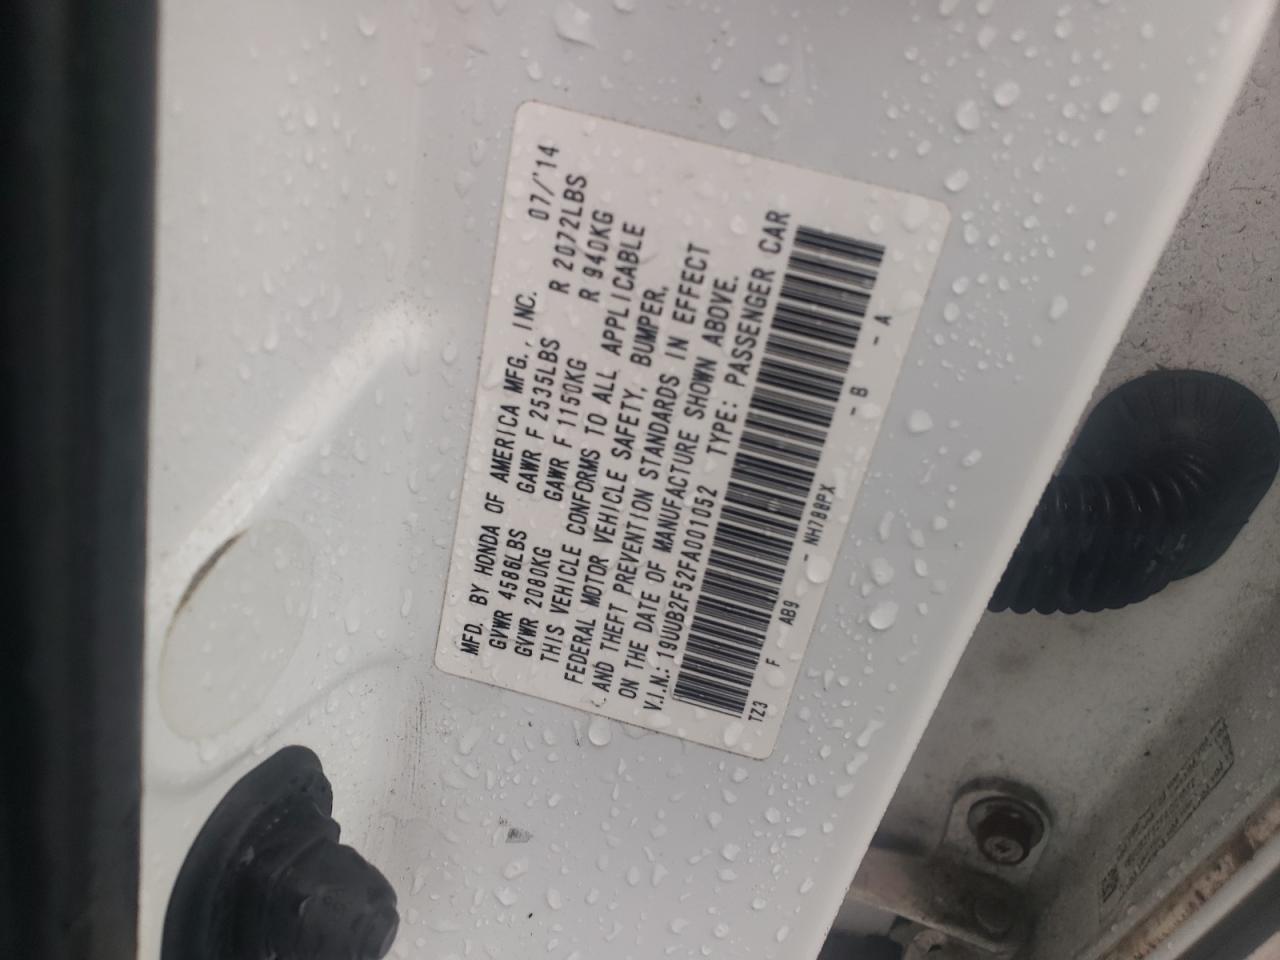 MFD. BY HONDA OF AMERICA MFG., INC. 07/'14
GVWR 4586LBS GAWR F 2535LBS R 2072LBS
GVWR 2080KG GAWR F 1150KG R 940KG
THIS VEHICLE CONFORMS TO ALL APPLICABLE
FEDERAL MOTOR VEHICLE SAFETY, BUMPER,
AND THEFT PREVENTION STANDARDS IN EFFECT
ON THE DATE OF MANUFACTURE SHOWN ABOVE.
V.I.N.: 19UUB2F52FA001052 TYPE: PASSENGER CAR
TZ3 F AB9 - NH788PX - B - A